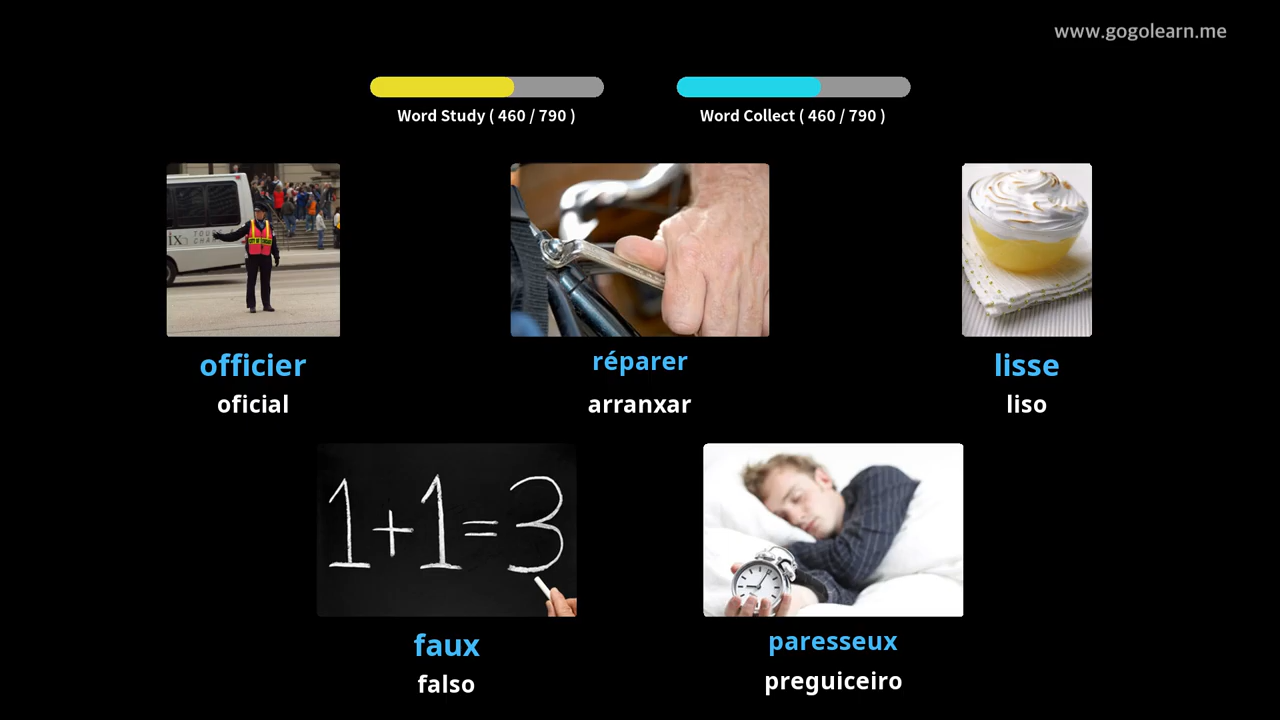 www.gogolearn.me
Word Study ( 460 / 790 )
Word Collect ( 460 / 790 )
officier
oficial
réparer
arranxar
lisse
liso
1+1=3
faux
falso
paresseux
preguiceiro